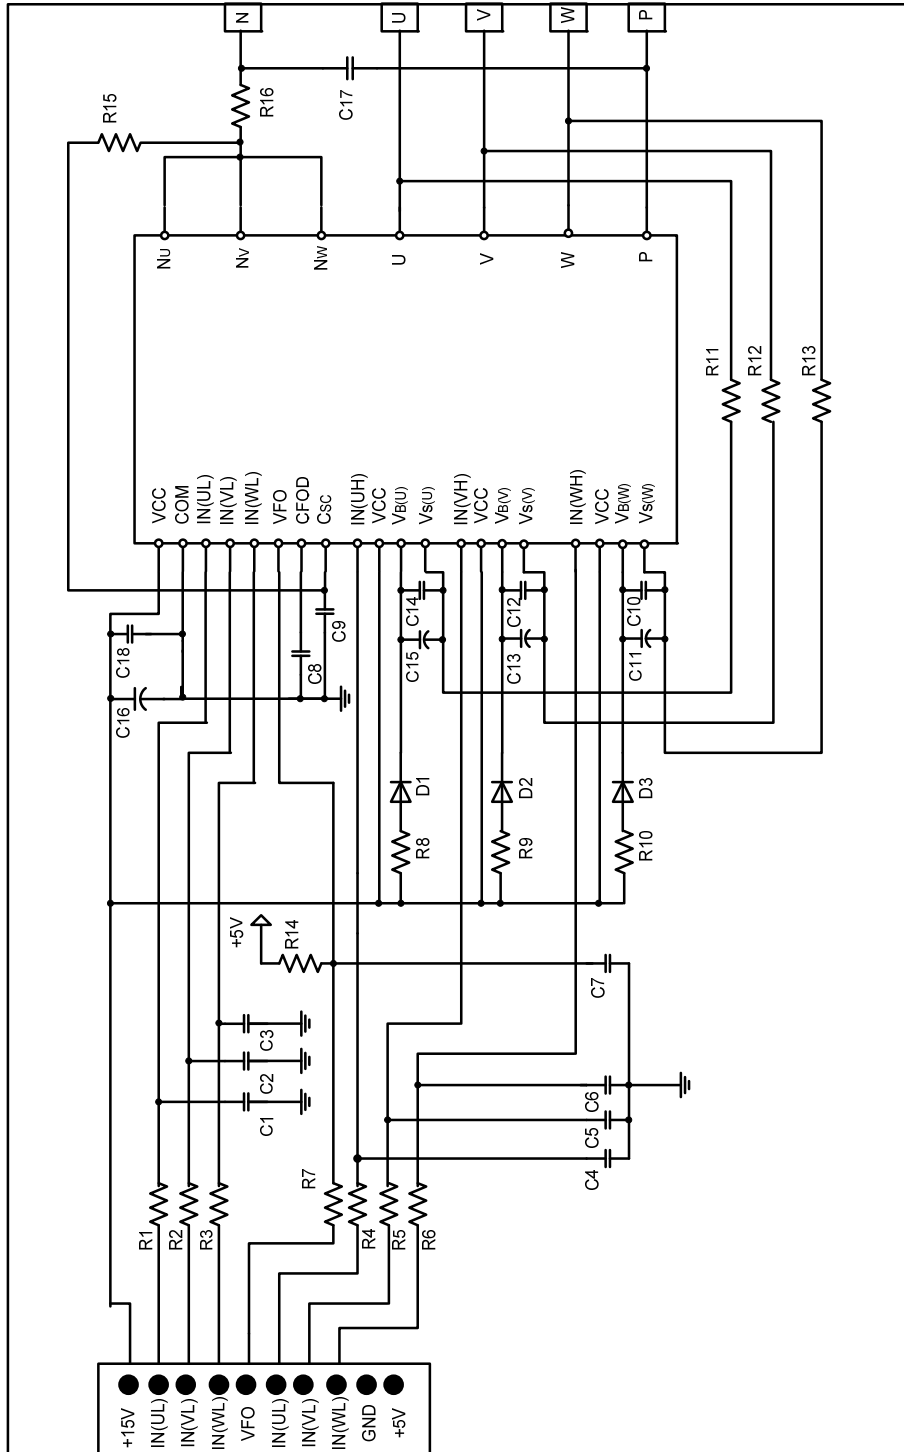 N
U
V
W
P
R15
R16
C17
NU
NV
NW
U
V
W
P
R11
R12
R13
VCC
COM
IN(UL)
IN(VL)
IN(WL)
VFO
CFOD
CSC
IN(UH)
VCC
VB(U)
VS(U)
IN(VH)
VCC
VB(V)
VS(V)
IN(WH)
VCC
VB(W)
VS(W)
C18
C16
C9
C8
C14
C15
C12
C13
C10
C11
D1
D2
D3
R8
R9
R10
+5V
R14
C7
C3
C2
C1
C6
C5
C4
R7
R1
R2
R3
R4
R5
R6
+15V
IN(UL)
IN(VL)
IN(WL)
VFO
IN(UL)
IN(VL)
IN(WL)
GND
+5V